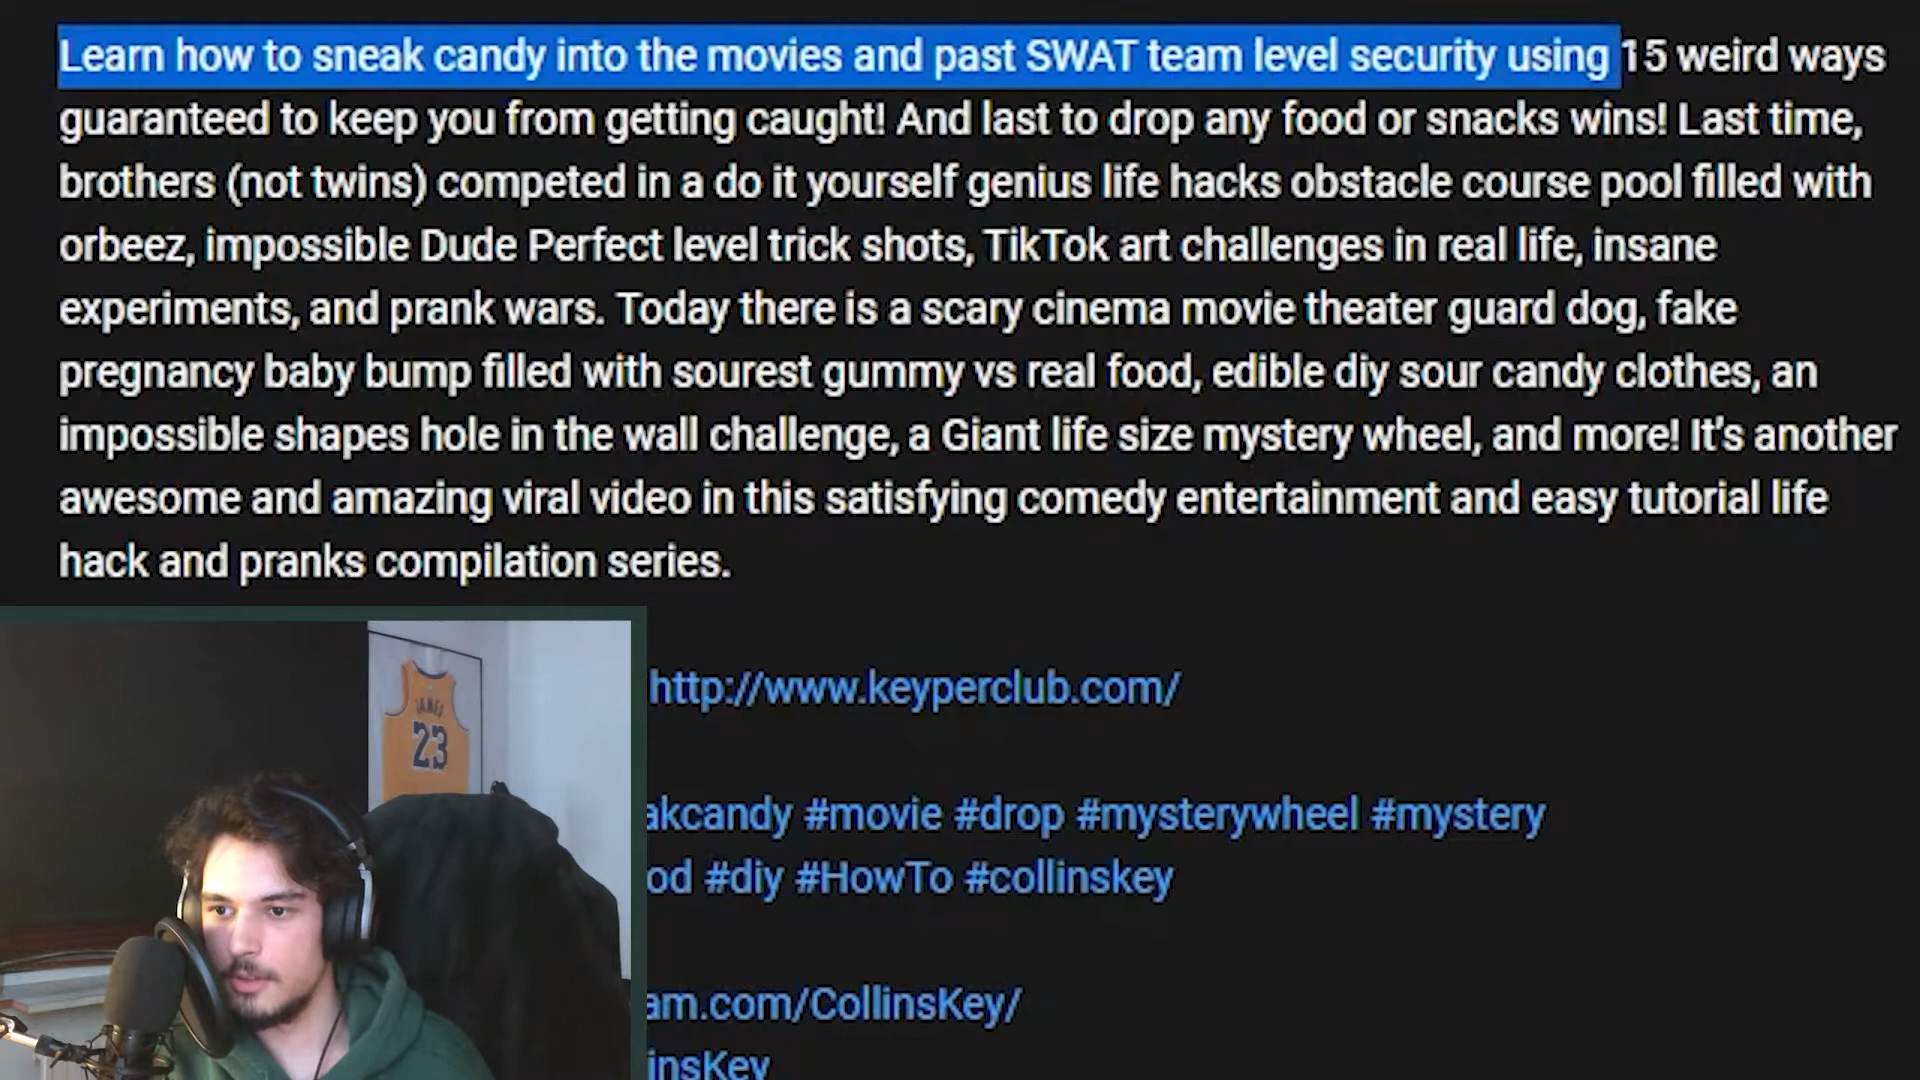 Learn how to sneak candy into the movies and past SWAT team level security using 15 weird ways
guaranteed to keep you from getting caught! And last to drop any food or snacks wins! Last time,
brothers (not twins) competed in a do it yourself genius life hacks obstacle course pool filled with
orbeez, impossible Dude Perfect level trick shots, TikTok art challenges in real life, insane
experiments, and prank wars. Today there is a scary cinema movie theater guard dog, fake
pregnancy baby bump filled with sourest gummy vs real food, edible diy sour candy clothes, an
impossible shapes hole in the wall challenge, a Giant life size mystery wheel, and more! It's another
awesome and amazing viral video in this satisfying comedy entertainment and easy tutorial life
hack and pranks compilation series.
http://www.keyperclub.com/
JAMES
23
akcandy #movie #drop #mysterywheel #mystery
od #diy #HowTo #collinskey
am.com/CollinsKey/
insKey